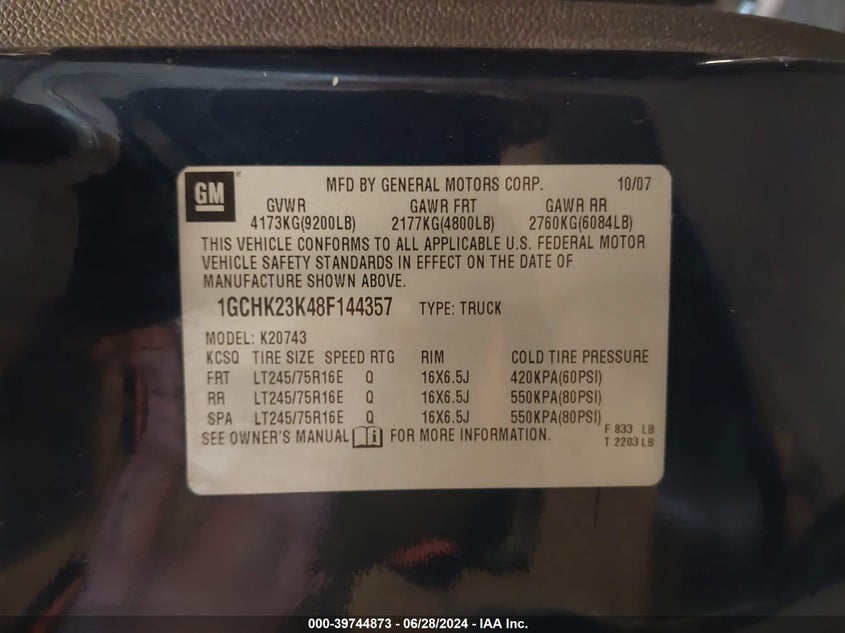 GM ® MFD BY GENERAL MOTORS CORP. 10/07
GVWR GAWR FRT GAWR RR
4173KG(9200LB) 2177KG(4800LB) 2760KG(6084LB)
THIS VEHICLE CONFORMS TO ALL APPLICABLE U.S. FEDERAL MOTOR
VEHICLE SAFETY STANDARDS IN EFFECT ON THE DATE OF
MANUFACTURE SHOWN ABOVE.
1GCHK23K48F144357 TYPE: TRUCK
MODEL: K20743
KCSQ TIRE SIZE SPEED RTG RIM COLD TIRE PRESSURE
FRT LT245/75R16E Q 16X6.5J 420KPA(60PSI)
RR LT245/75R16E Q 16X6.5J 550KPA(80PSI)
SPA LT245/75R16E Q 16X6.5J 550KPA(80PSI)
SEE OWNER'S MANUAL i FOR MORE INFORMATION.
F 833 LB
T 2203 LB
000-39744873 - 06/28/2024 - IAA Inc.